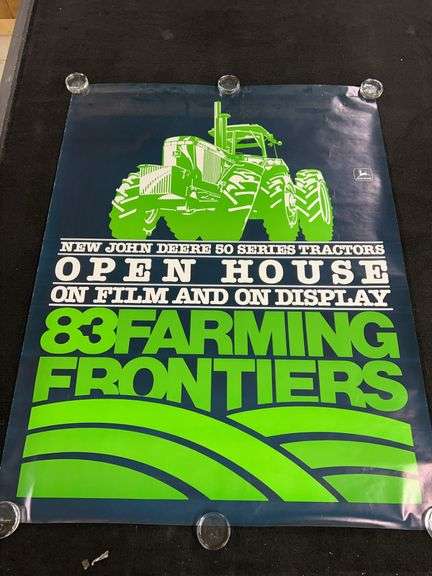 NEW JOHN DEERE 50 SERIES TRACTORS
OPEN HOUSE
ON FILM AND ON DISPLAY
83FARMING
FRONTIERS